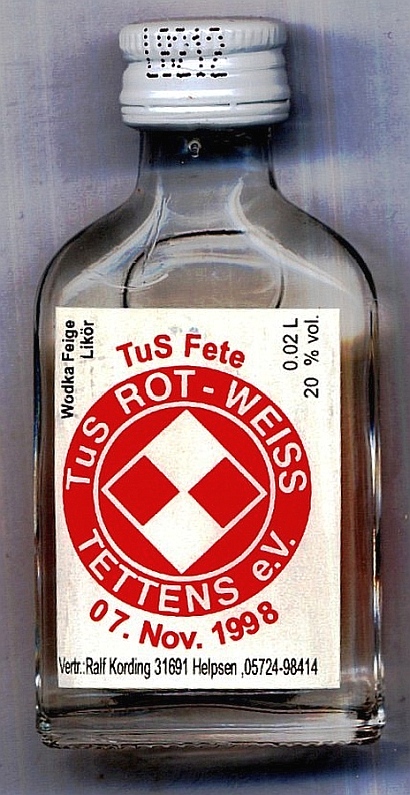 Wodka Feige
Likör
TuS Fete
0.02 L
20 % vol.
TuS ROT-WEISS
TETTENS e.V.
07. Nov. 1998
Vertr.:Ralf Kording 31691 Helpsen ,05724-98414